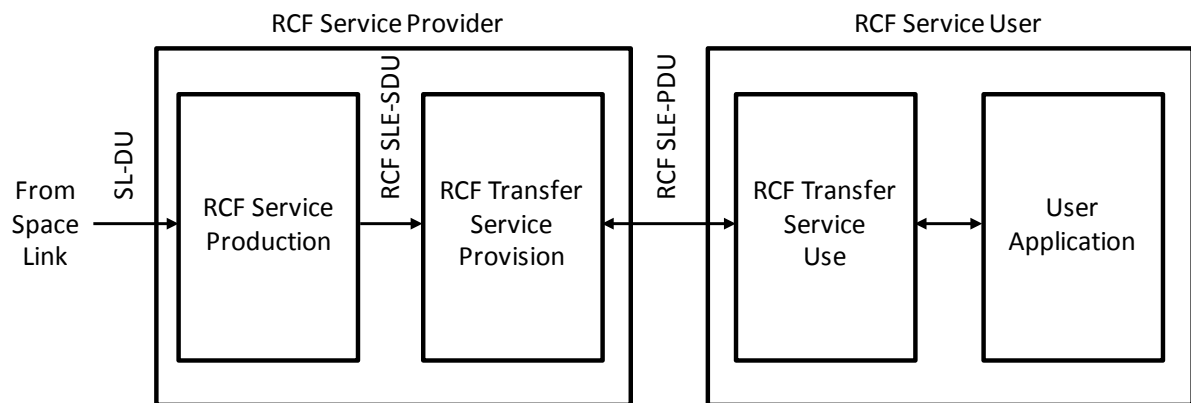 RCF Service Provider
RCF Service User
From
Space
Link
SL-DU
RCF Service
Production
RCF SLE-SDU
RCF Transfer
Service
Provision
RCF SLE-PDU
RCF Transfer
Service
Use
User
Application